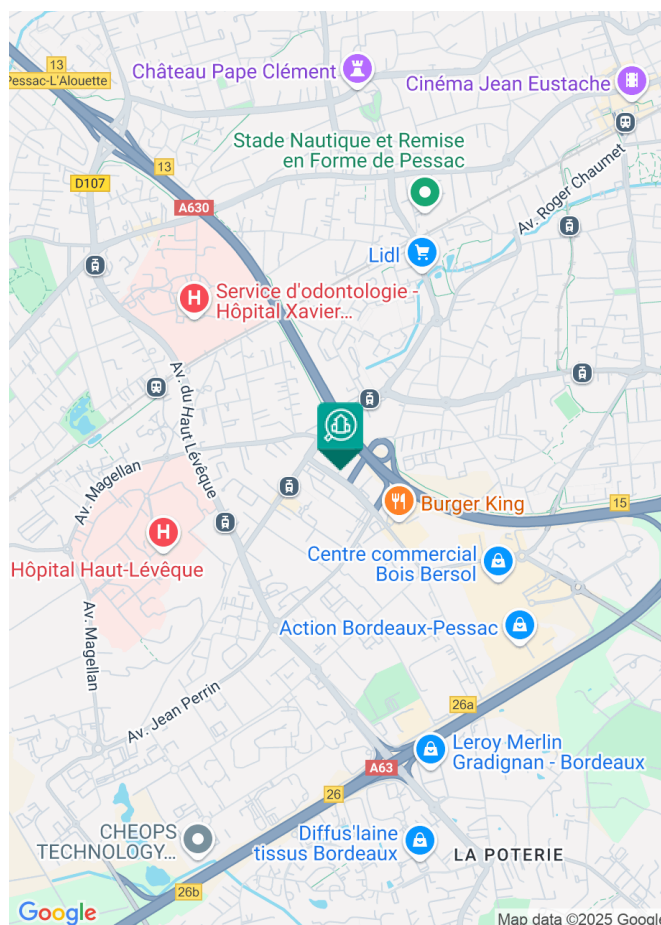 13
Pessac-L'Alouette
Château Pape Clément
Cinéma Jean Eustache
Stade Nautique et Remise
en Forme de Pessac
13
D107
A630
Av. Roger Chaumet
Lidl
Service d'odontologie -
Hôpital Xavier...
Av. du Haut Lévêque
Av. Magellan
Burger King
15
Hôpital Haut-Lévêque
Centre commercial
Bois Bersol
Action Bordeaux-Pessac
Av. Magellan
Av. Jean Perrin
26a
Leroy Merlin
Gradignan - Bordeaux
A63
26
CHEOPS
TECHNOLOGY...
Diffus'laine
tissus Bordeaux
LA POTERIE
26b
Google
Map data ©2025 Google